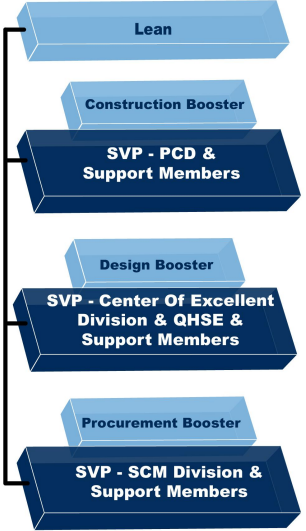 Lean
Construction Booster
SVP - PCD &
Support Members
Design Booster
SVP - Center Of Excellent
Division & QHSE &
Support Members
Procurement Booster
SVP - SCM Division &
Support Members